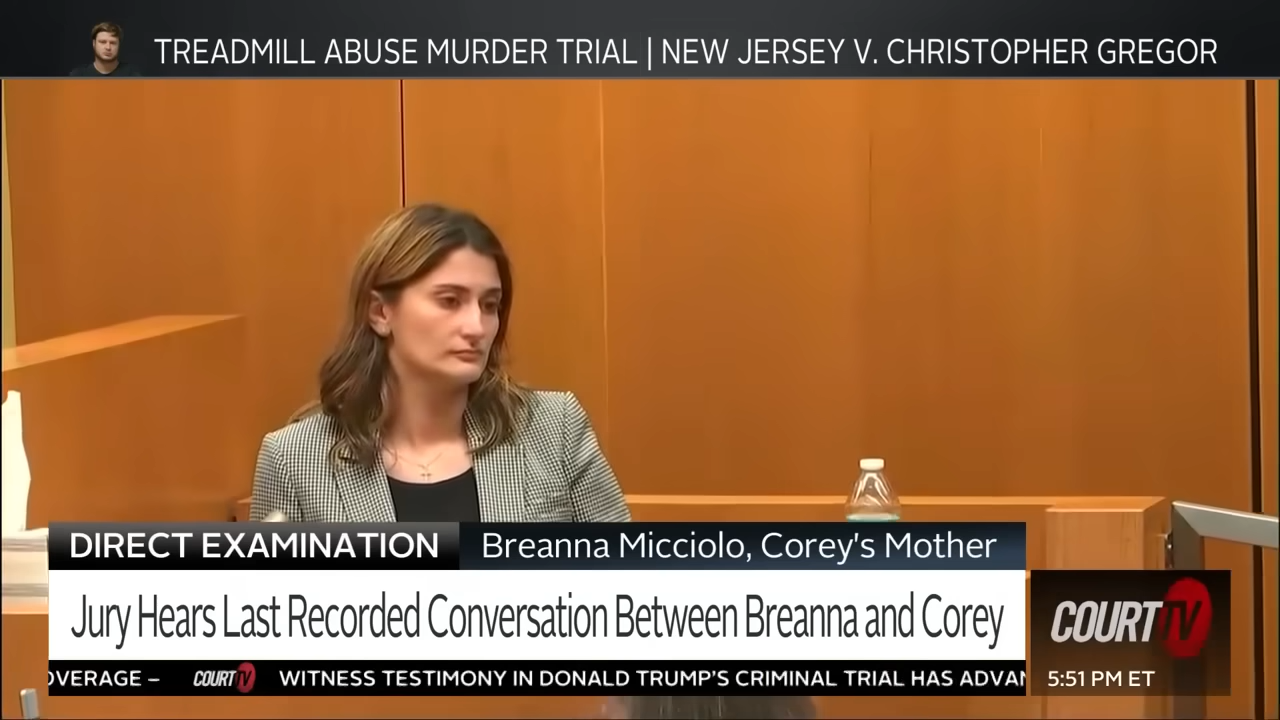 TREADMILL ABUSE MURDER TRIAL | NEW JERSEY V. CHRISTOPHER GREGOR
DIRECT EXAMINATION
Breanna Micciolo, Corey's Mother
Jury Hears Last Recorded Conversation Between Breanna and Corey
COURT TV
OVERAGE – COURT TV WITNESS TESTIMONY IN DONALD TRUMP'S CRIMINAL TRIAL HAS ADVAN
5:51 PM ET